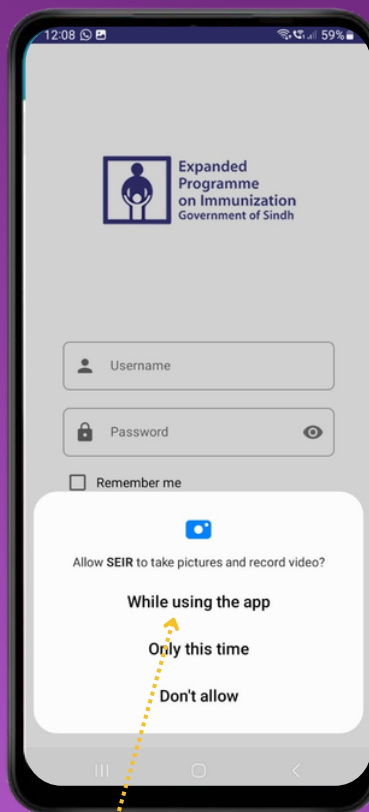 12:08 59%
Expanded
Programme
on Immunization
Government of Sindh
Username
Password
Remember me
Allow SEIR to take pictures and record video?
While using the app
Only this time
Don't allow